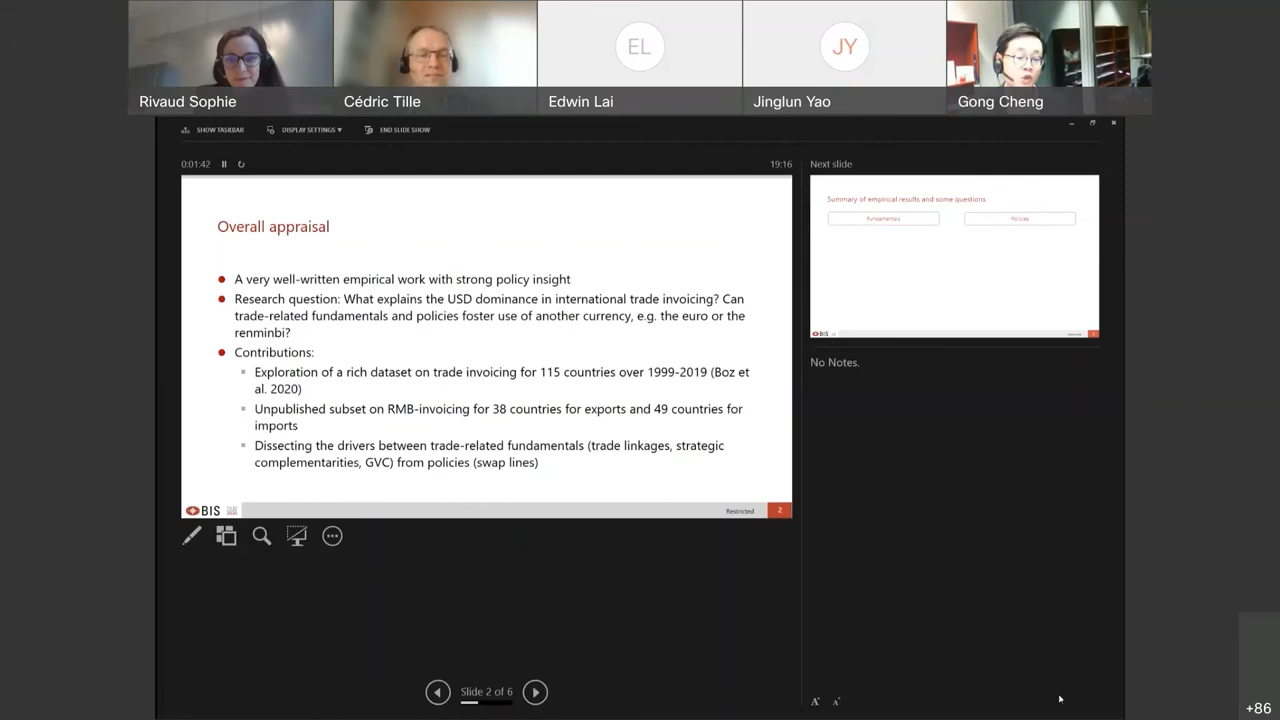 EL
JY
Rivaud Sophie
Cédric Tille
Edwin Lai
Jinglun Yao
Gong Cheng
SHOW TASKBAR
DISPLAY SETTINGS ▾
END SLIDE SHOW
0:01:42
19:16
Next slide
Overall appraisal
A very well-written empirical work with strong policy insight
Research question: What explains the USD dominance in international trade invoicing? Can
trade-related fundamentals and policies foster use of another currency, e.g. the euro or the
renminbi?
Contributions:
Exploration of a rich dataset on trade invoicing for 115 countries over 1999-2019 (Boz et
al. 2020)
Unpublished subset on RMB-invoicing for 38 countries for exports and 49 countries for
imports
Dissecting the drivers between trade-related fundamentals (trade linkages, strategic
complementarities, GVC) from policies (swap lines)
BIS
Restricted
2
Summary of empirical results and some questions
Fundamentals
Policies
BIS
No Notes.
Slide 2 of 6
A
A
+86